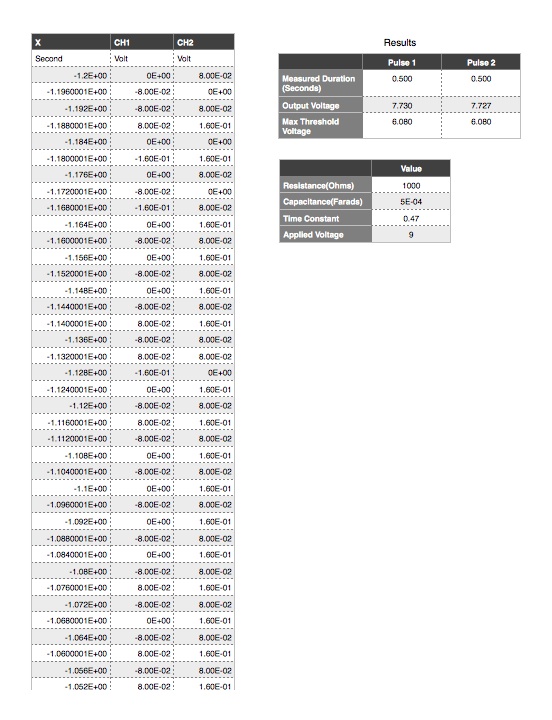 X CH1 CH2
Second Volt Volt
-1.2E+00 0E+00 8.00E-02
-1.1960001E+00 -8.00E-02 0E+00
-1.192E+00 -8.00E-02 8.00E-02
-1.1880001E+00 8.00E-02 1.60E-01
-1.184E+00 0E+00 0E+00
-1.1800001E+00 -1.60E-01 1.60E-01
-1.176E+00 0E+00 8.00E-02
-1.1720001E+00 -8.00E-02 0E+00
-1.1680001E+00 -1.60E-01 8.00E-02
-1.164E+00 0E+00 1.60E-01
-1.1600001E+00 -8.00E-02 8.00E-02
-1.156E+00 0E+00 1.60E-01
-1.1520001E+00 -8.00E-02 8.00E-02
-1.148E+00 0E+00 1.60E-01
-1.1440001E+00 -8.00E-02 8.00E-02
-1.1400001E+00 8.00E-02 1.60E-01
-1.136E+00 -8.00E-02 8.00E-02
-1.1320001E+00 8.00E-02 8.00E-02
-1.128E+00 -1.60E-01 0E+00
-1.1240001E+00 0E+00 1.60E-01
-1.12E+00 -8.00E-02 8.00E-02
-1.1160001E+00 8.00E-02 1.60E-01
-1.1120001E+00 -8.00E-02 8.00E-02
-1.108E+00 0E+00 1.60E-01
-1.1040001E+00 -8.00E-02 8.00E-02
-1.1E+00 0E+00 1.60E-01
-1.0960001E+00 -8.00E-02 8.00E-02
-1.092E+00 0E+00 1.60E-01
-1.0880001E+00 -8.00E-02 8.00E-02
-1.0840001E+00 0E+00 1.60E-01
-1.08E+00 -8.00E-02 8.00E-02
-1.0760001E+00 8.00E-02 1.60E-01
-1.072E+00 -8.00E-02 8.00E-02
-1.0680001E+00 0E+00 1.60E-01
-1.064E+00 -8.00E-02 8.00E-02
-1.0600001E+00 8.00E-02 1.60E-01
-1.056E+00 -8.00E-02 8.00E-02
-1.052E+00 8.00E-02 1.60E-01
Results
Pulse 1 Pulse 2
Measured Duration 0.500 0.500
(Seconds)
Output Voltage 7.730 7.727
Max Threshold 6.080 6.080
Voltage
Value
Resistance(Ohms) 1000
Capacitance(Farads) 5E-04
Time Constant 0.47
Applied Voltage 9